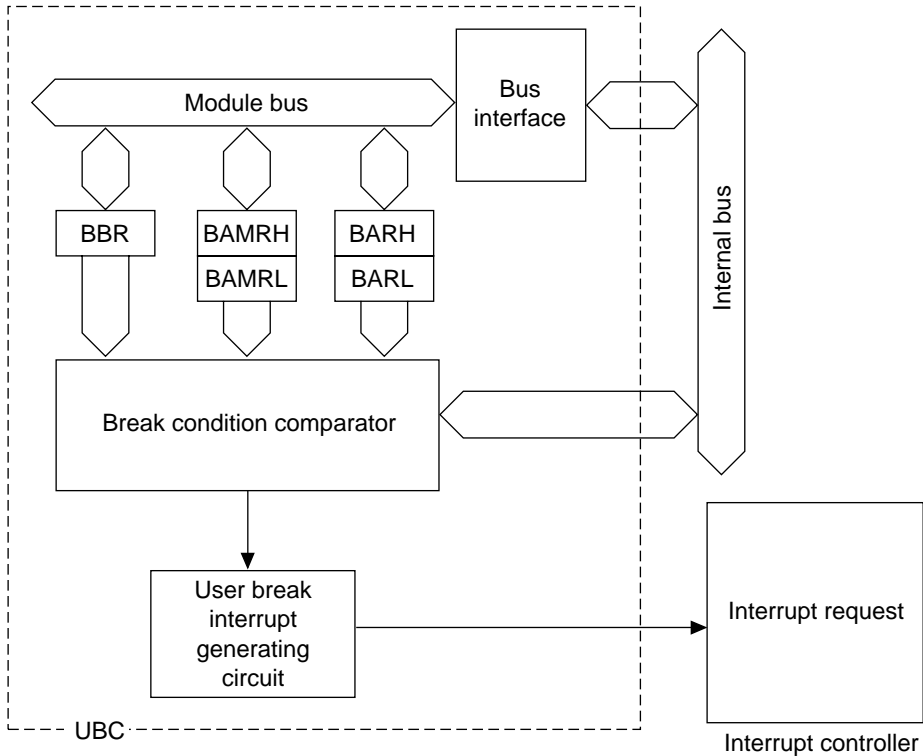 Module bus
Bus
interface
Internal bus
BBR
BAMRH
BAMRL
BARH
BARL
Break condition comparator
User break
interrupt
generating
circuit
Interrupt request
UBC
Interrupt controller